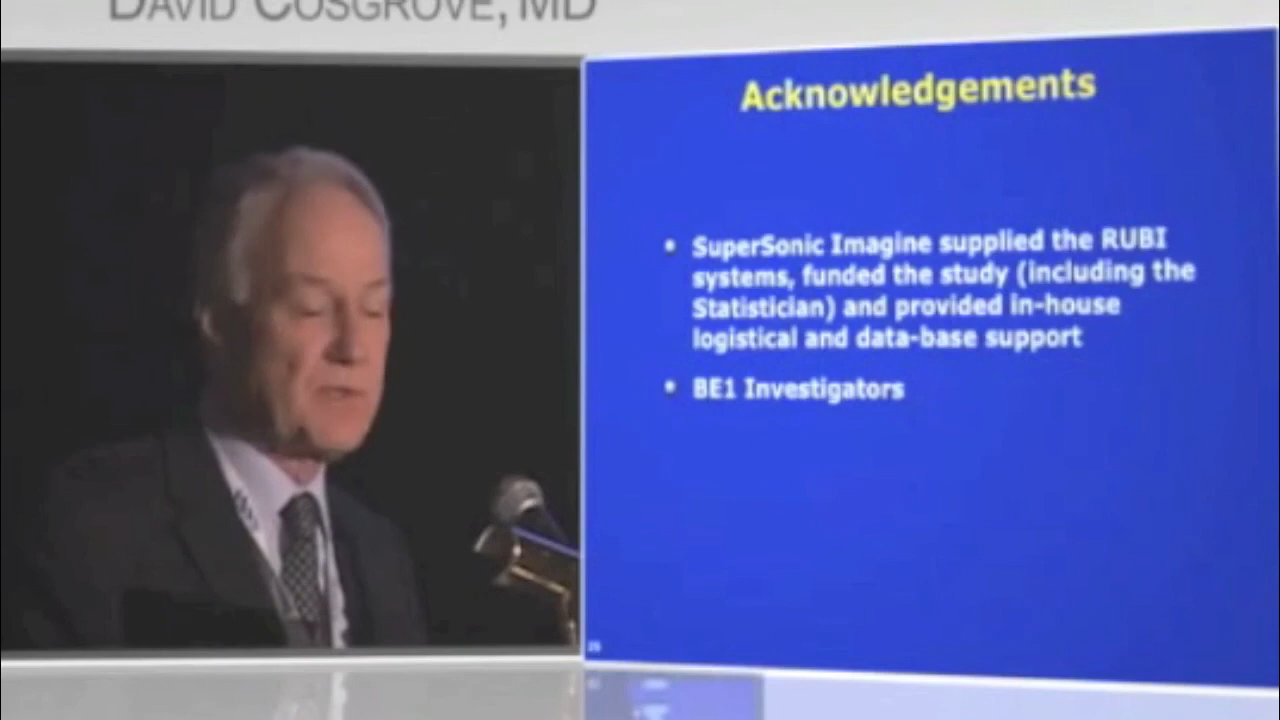 DAVID COSGROVE, MD
Acknowledgements
• SuperSonic Imagine supplied the RUBI
systems, funded the study (including the
Statistician) and provided in-house
logistical and data-base support
• BE1 Investigators